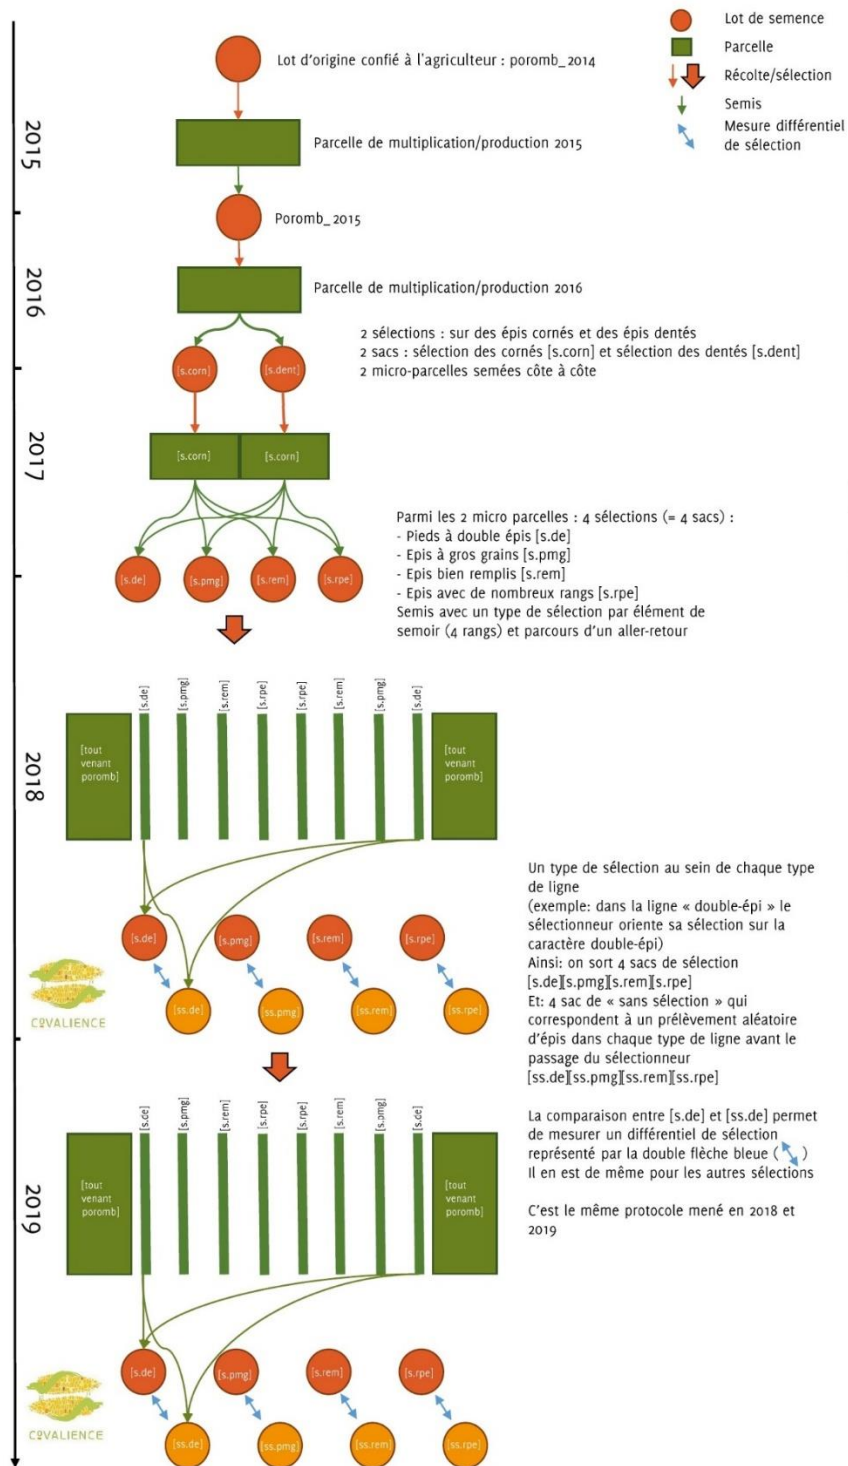 Lot de semence
Parcelle
Récolte/sélection
Semis
Mesure différentiel
de sélection
Lot d'origine confié à l'agriculteur : poromb_2014
2015
Parcelle de multiplication/production 2015
Poromb_2015
2016
Parcelle de multiplication/production 2016
2 sélections : sur des épis cornés et des épis dentés
2 sacs : sélection des cornés [s.corn] et sélection des dentés [s.dent]
2 micro-parcelles semées côte à côte
[s.corn] [s.dent]
2017
[s.corn] [s.corn]
Parmi les 2 micro parcelles : 4 sélections (= 4 sacs) :
- Pieds à double épis [s.de]
- Epis à gros grains [s.pmg]
- Epis bien remplis [s.rem]
- Epis avec de nombreux rangs [s.rpe]
Semis avec un type de sélection par élément de
semoir (4 rangs) et parcours d'un aller-retour
[s.de] [s.pmg] [s.rem] [s.rpe]
2018
[s.de] [s.pmg] [s.rem] [s.rpe] [s.rpe] [s.rem] [s.pmg] [s.de]
[tout
venant
poromb]
[tout
venant
poromb]
Un type de sélection au sein de chaque type
de ligne
(exemple: dans la ligne « double-épi » le
sélectionneur oriente sa sélection sur la
caractère double-épi)
Ainsi: on sort 4 sacs de sélection
[s.de][s.pmg][s.rem][s.rpe]
Et: 4 sac de « sans sélection » qui
correspondent à un prélèvement aléatoire
d'épis dans chaque type de ligne avant le
passage du sélectionneur
[ss.de][ss.pmg][ss.rem][ss.rpe]
[s.de] [s.pmg] [s.rem] [s.rpe]
[ss.de] [ss.pmg] [ss.rem] [ss.rpe]
COVALIENCE
La comparaison entre [s.de] et [ss.de] permet
de mesurer un différentiel de sélection
représenté par la double flèche bleue ( )
Il en est de même pour les autres sélections
C'est le même protocole mené en 2018 et
2019
2019
[s.de] [s.pmg] [s.rem] [s.rpe] [s.rpe] [s.rem] [s.pmg] [s.de]
[tout
venant
poromb]
[tout
venant
poromb]
[s.de] [s.pmg] [s.rem] [s.rpe]
[ss.de] [ss.pmg] [ss.rem] [ss.rpe]
COVALIENCE